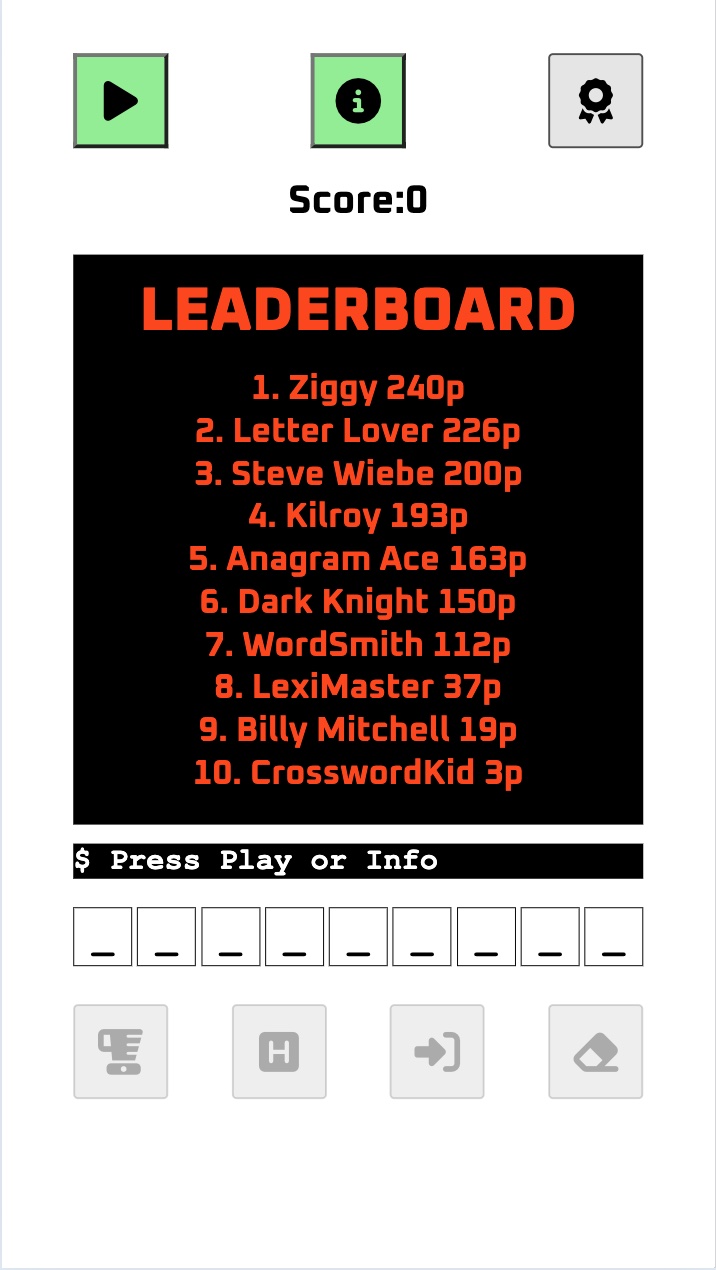 Score:0
LEADERBOARD
1. Ziggy 240p
2. Letter Lover 226p
3. Steve Wiebe 200p
4. Kilroy 193p
5. Anagram Ace 163p
6. Dark Knight 150p
7. WordSmith 112p
8. LexiMaster 37p
9. Billy Mitchell 19p
10. CrosswordKid 3p
$ Press Play or Info
_ _ _ _ _ _ _ _ _
H